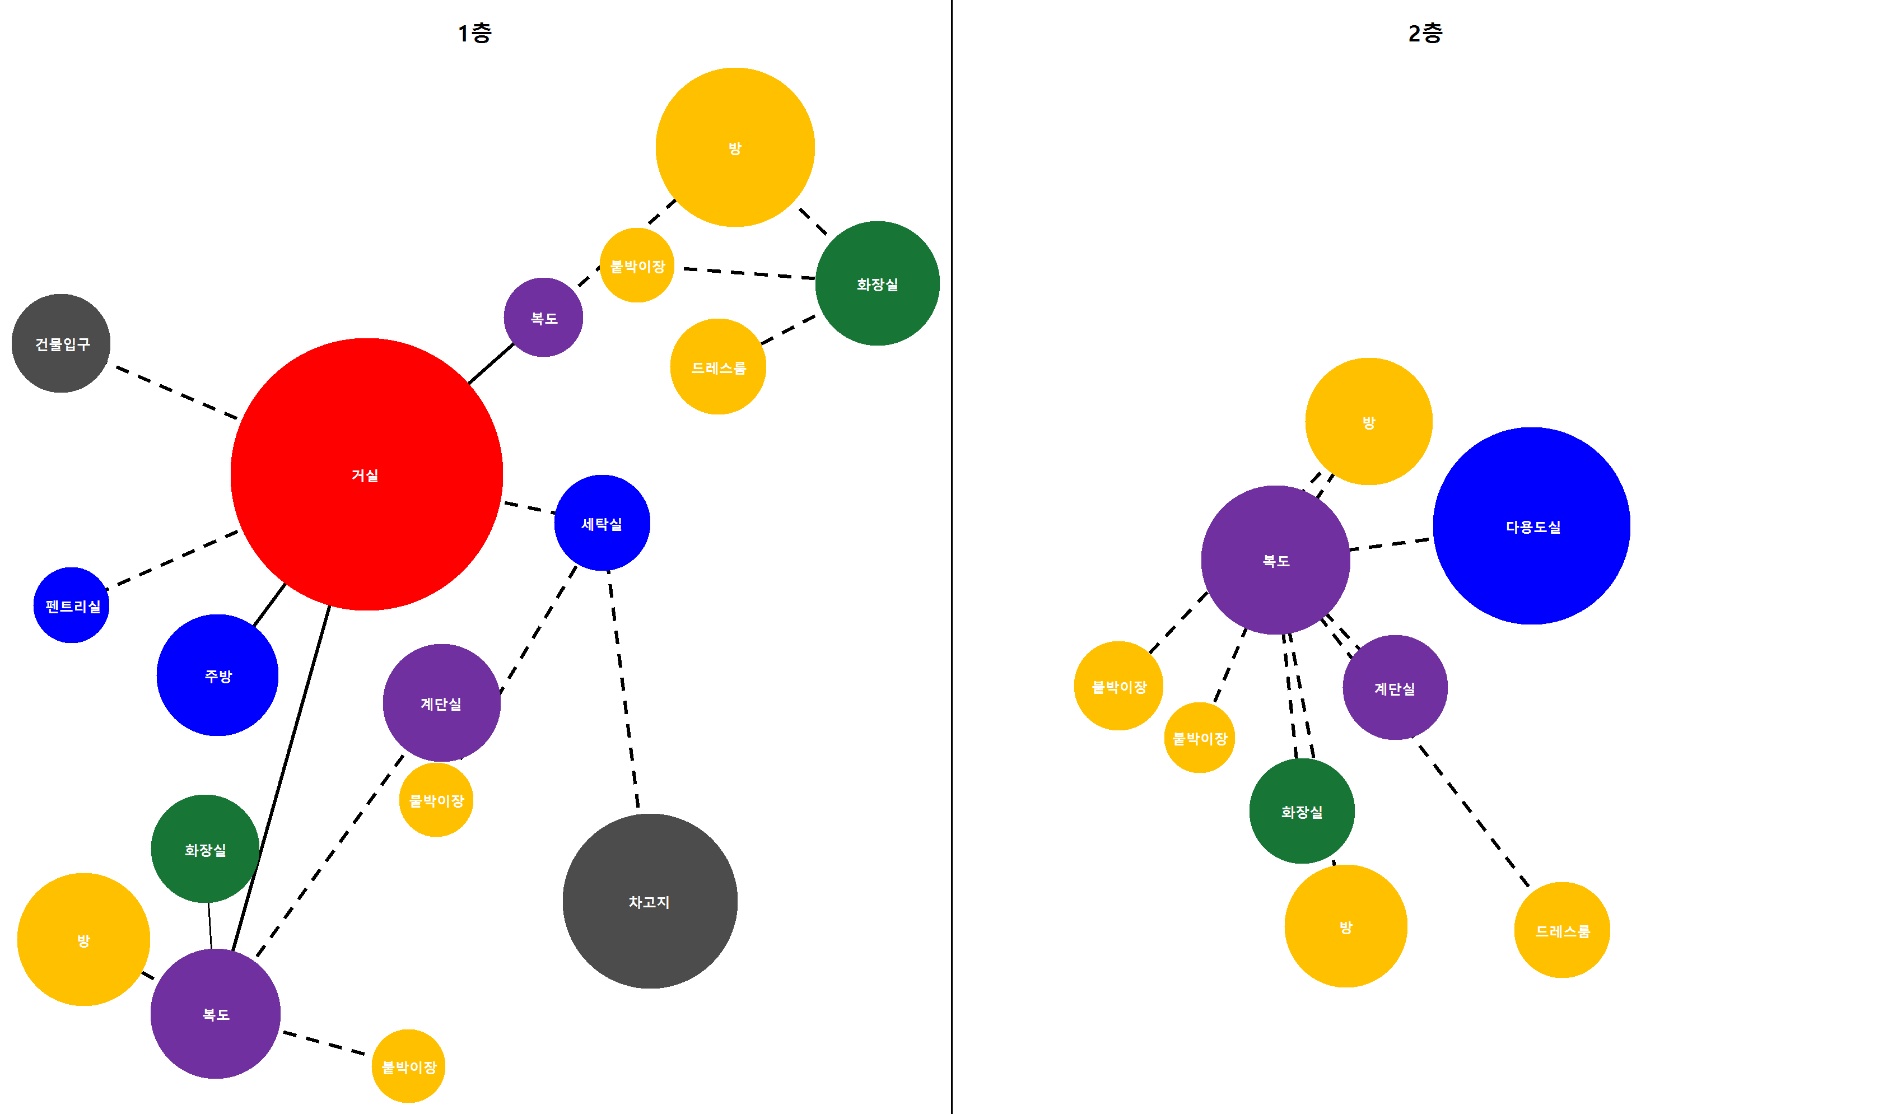 1층
방
붙박이장
화장실
복도
건물입구
드레스룸
거실
세탁실
펜트리실
주방
계단실
붙박이장
화장실
차고지
방
복도
붙박이장
2층
방
다용도실
복도
붙박이장
계단실
붙박이장
화장실
방
드레스룸